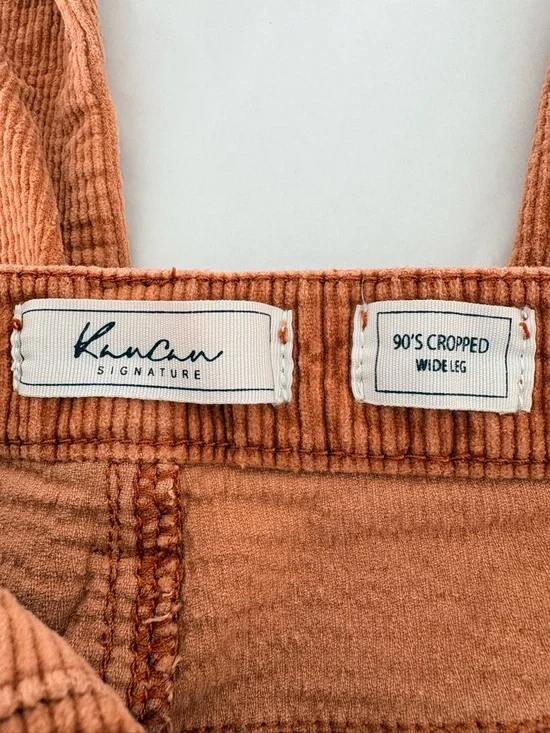 KanCan
SIGNATURE
90'S CROPPED
WIDE LEG